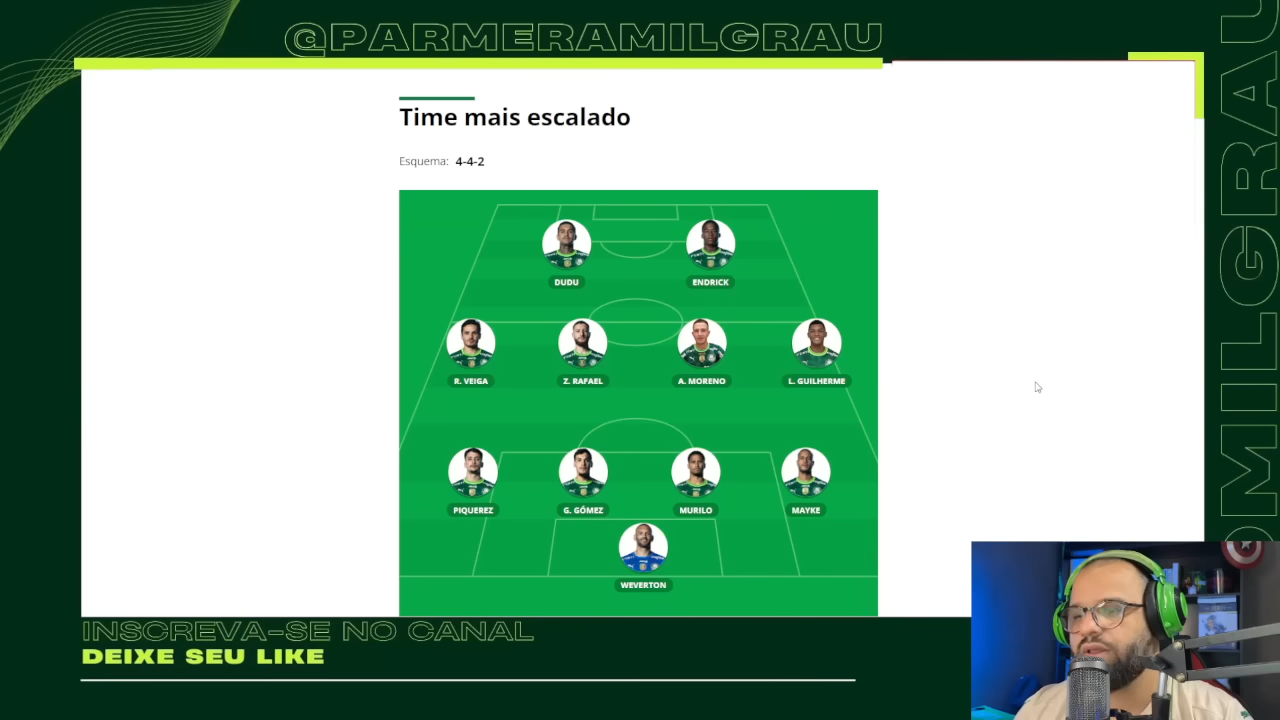 @PARMERAMILGRAU
Time mais escalado
Esquema: 4-4-2
DUDU
ENDRICK
R. VEIGA
Z. RAFAEL
A. MORENO
L. GUILHERME
PIQUEREZ
G. GÓMEZ
MURILO
MAYKE
WEVERTON
INSCREVA-SE NO CANAL
DEIXE SEU LIKE
OMILGRAU